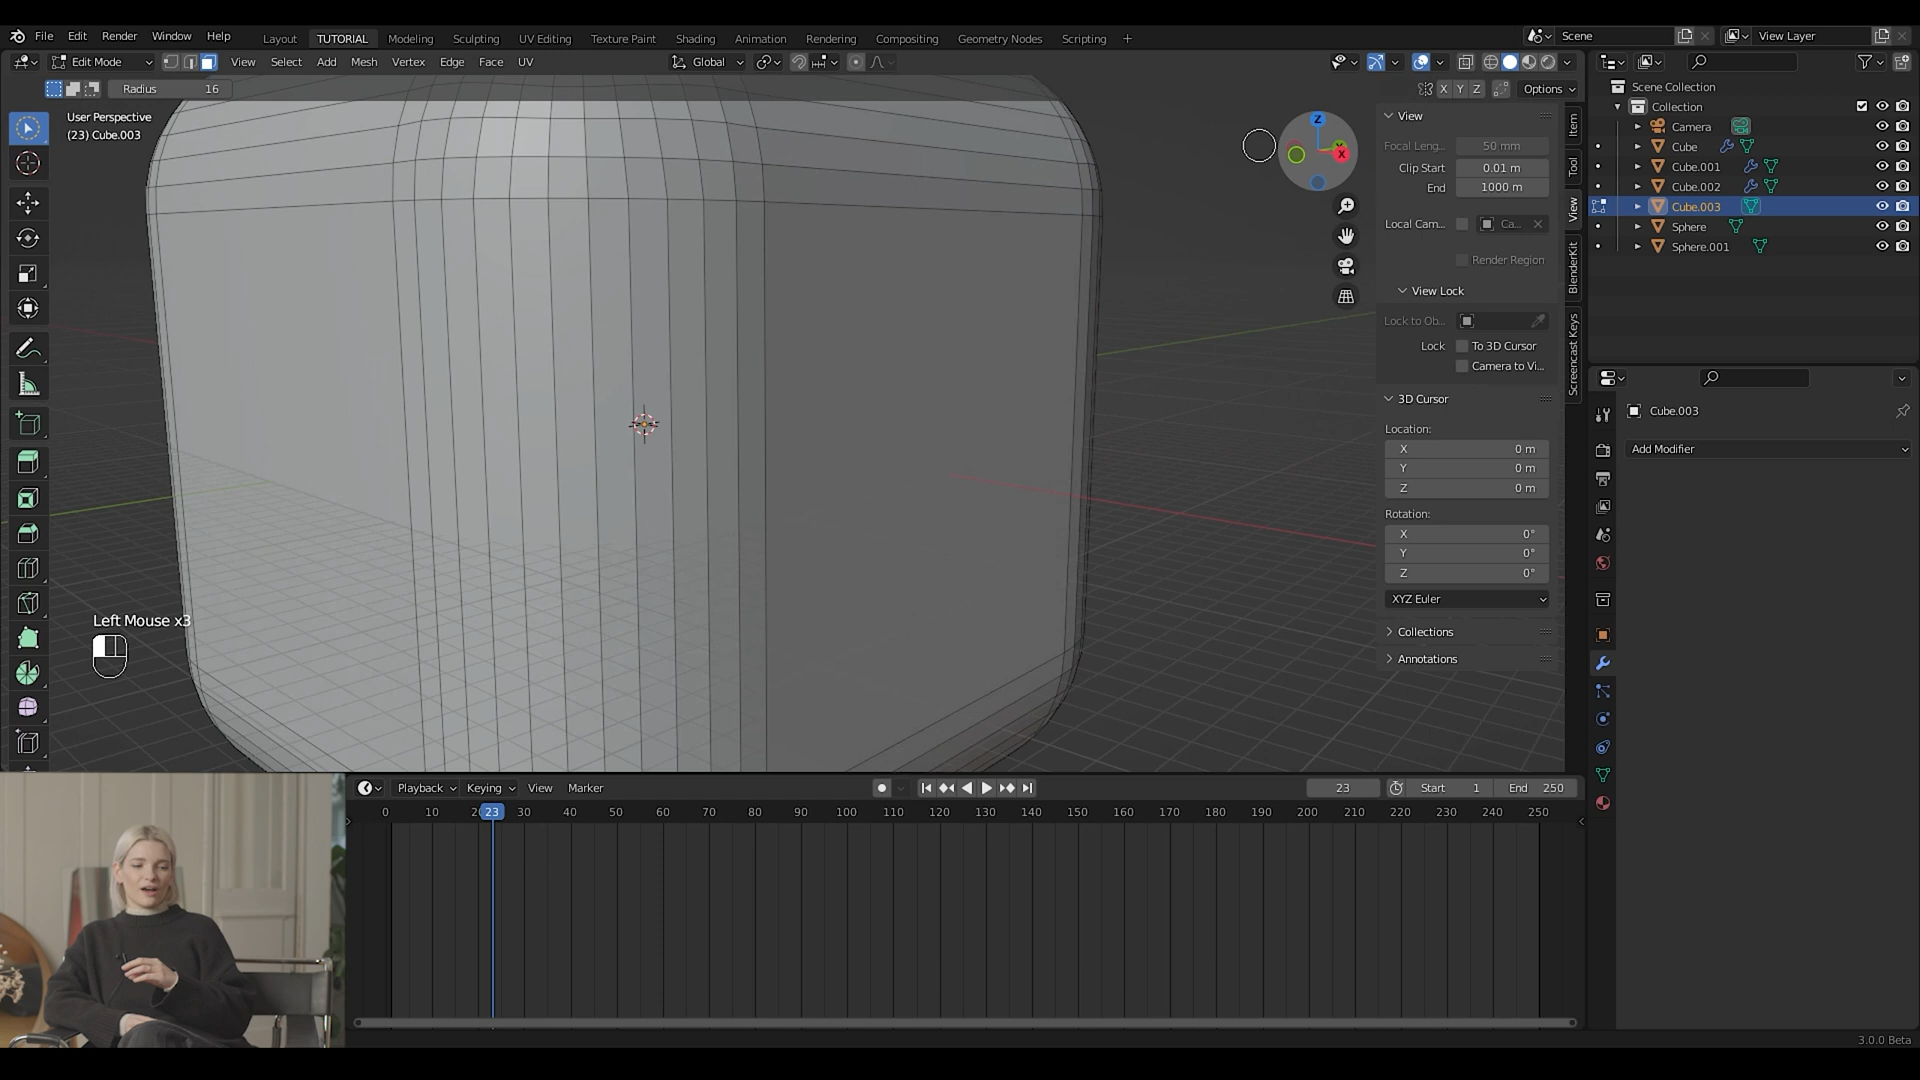 File Edit Render Window Help
Layout TUTORIAL Modeling Sculpting UV Editing Texture Paint Shading Animation Rendering Compositing Geometry Nodes Scripting +
Scene
View Layer
Edit Mode View Select Add Mesh Vertex Edge Face UV
Global
Radius 16
X Y Z
Options
User Perspective
(23) Cube.003
Z
Y
X
View
Focal Leng... 50 mm
Clip Start 0.01 m
End 1000 m
Local Cam... Ca...
Render Region
View Lock
Lock to Ob...
Lock To 3D Cursor
Camera to Vi...
3D Cursor
Location:
X 0 m
Y 0 m
Z 0 m
Rotation:
X 0°
Y 0°
Z 0°
XYZ Euler
Collections
Annotations
Item
Tool
View
BlenderKit
Screencast Keys
Scene Collection
Collection
Camera
Cube
Cube.001
Cube.002
Cube.003
Sphere
Sphere.001
Cube.003
Add Modifier
Left Mouse x3
Playback Keying View Marker
23 Start 1 End 250
0 10 2 23 30 40 50 60 70 80 90 100 110 120 130 140 150 160 170 180 190 200 210 220 230 240 250
3.0.0 Beta